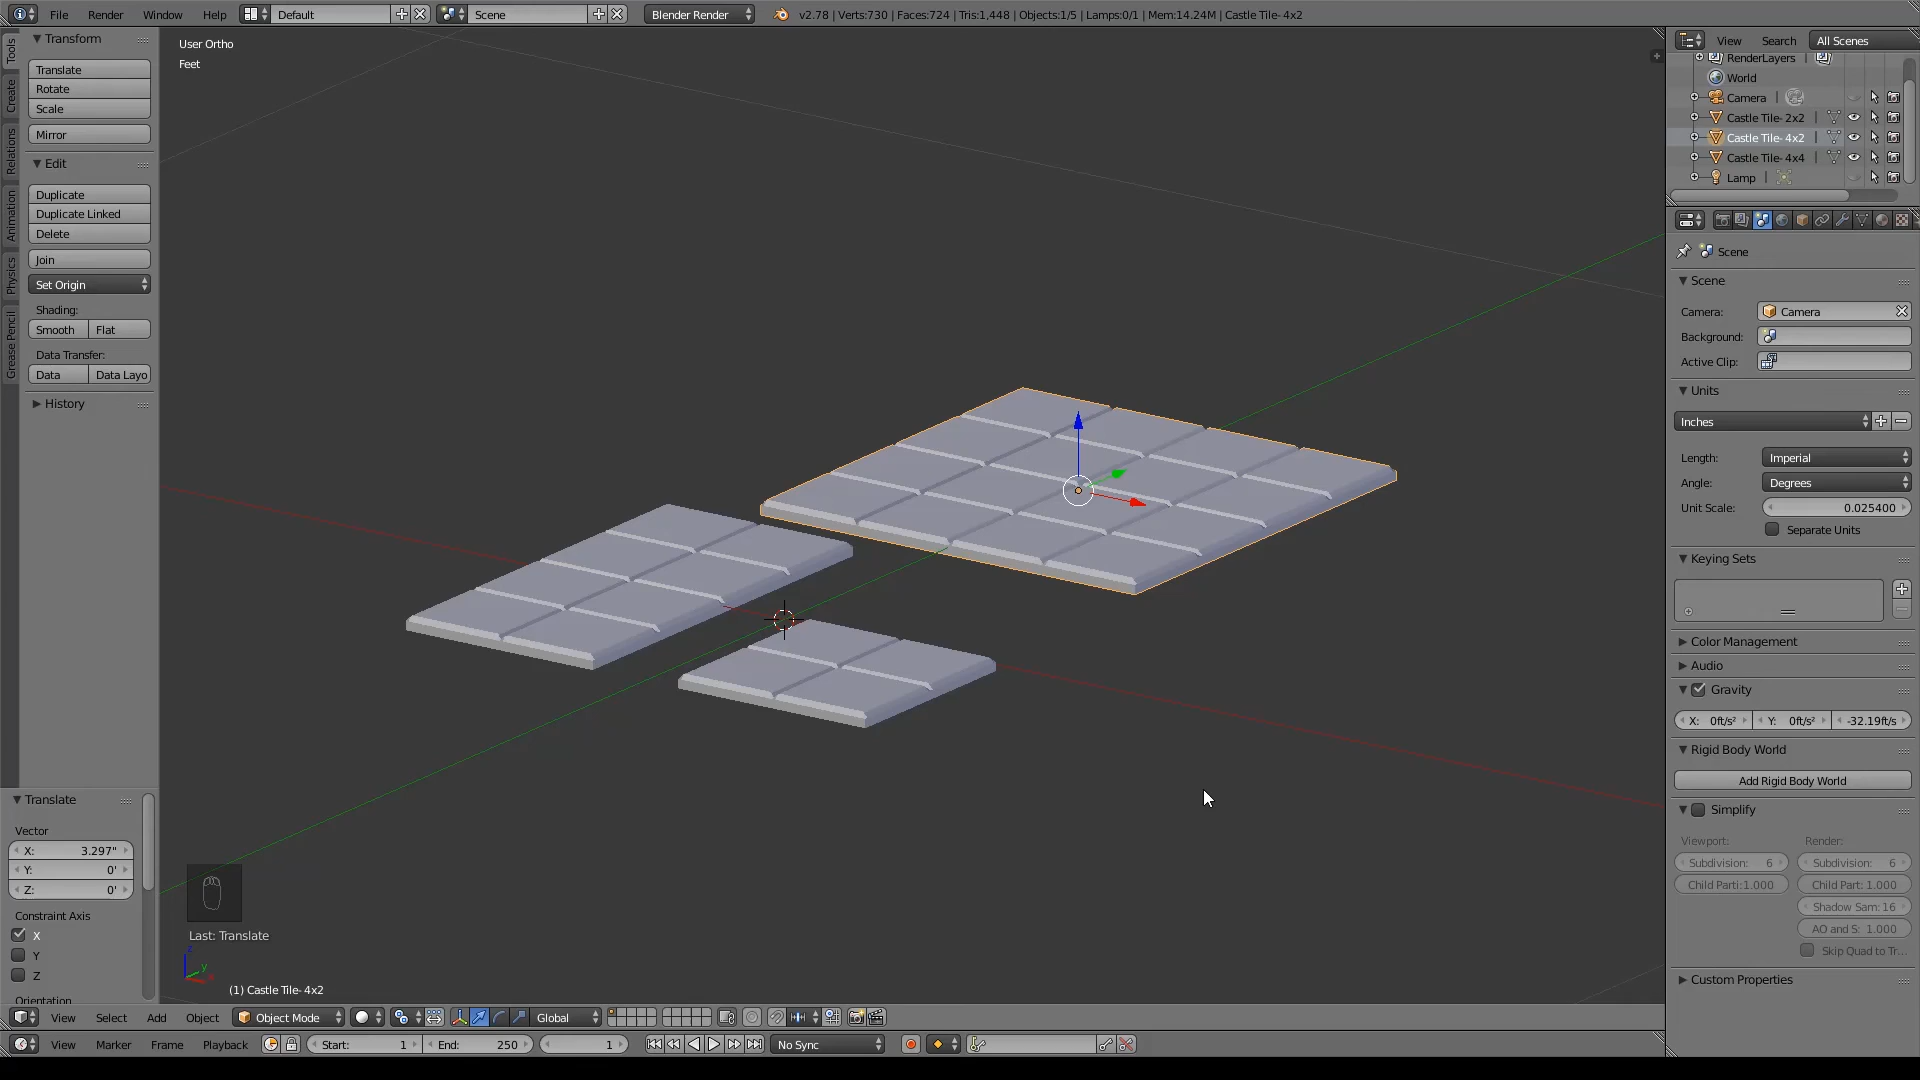 File Render Window Help Default Scene Blender Render v2.78 | Verts:730 | Faces:724 | Tris:1,448 | Objects:1/5 | Lamps:0/1 | Mem:14.24M | Castle Tile- 4x2
Tools
Create
Relations
Animation
Physics
Grease Pencil
Transform
Translate
Rotate
Scale
Mirror
Edit
Duplicate
Duplicate Linked
Delete
Join
Set Origin
Shading:
Smooth Flat
Data Transfer:
Data Data Layo
History
Translate
Vector
X: 3.297"
Y: 0'
Z: 0'
Constraint Axis
X
Y
Z
Orientation
User Ortho
Feet
Last: Translate
z
y
x
(1) Castle Tile- 4x2
View Search All Scenes
RenderLayers |
World
Camera |
Castle Tile- 2x2 |
Castle Tile- 4x2 |
Castle Tile- 4x4 |
Lamp |
Scene
Scene
Camera: Camera
Background:
Active Clip:
Units
Inches
Length: Imperial
Angle: Degrees
Unit Scale: 0.025400
Separate Units
Keying Sets
Color Management
Audio
Gravity
X: 0ft/s² Y: 0ft/s² -32.19ft/s
Rigid Body World
Add Rigid Body World
Simplify
Viewport: Render:
Subdivision: 6 Subdivision: 6
Child Parti:1.000 Child Part: 1.000
Shadow Sam: 16
AO and S: 1.000
Skip Quad to Tr...
Custom Properties
View Select Add Object Object Mode Global
View Marker Frame Playback Start: 1 End: 250 1 No Sync